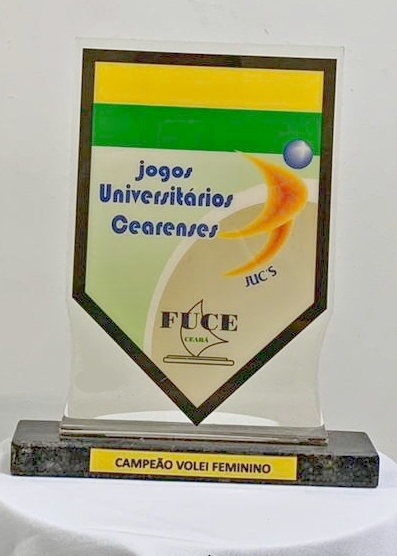 jogos
Universitários
Cearenses
JUC'S
FUCE
CEARÁ
CAMPEÃO VOLEI FEMININO